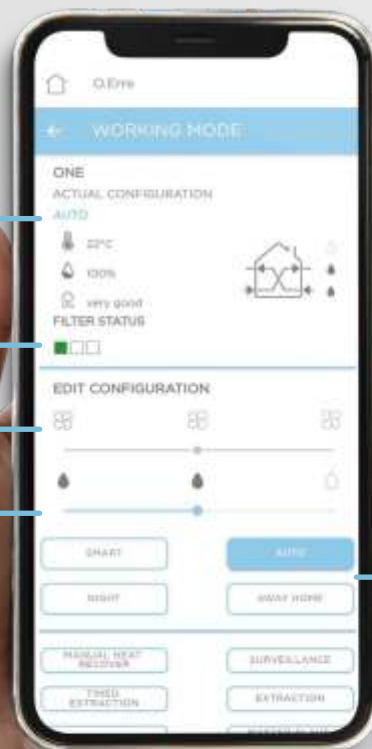 O.Erre
WORKING MODE
ONE
ACTUAL CONFIGURATION
AUTO
22°C
100%
very good
FILTER STATUS
EDIT CONFIGURATION
SMART
AUTO
NIGHT
AWAY HOME
MANUAL HEAT
RECOVER
SURVEILLANCE
TIMED
EXTRACTION
EXTRACTION